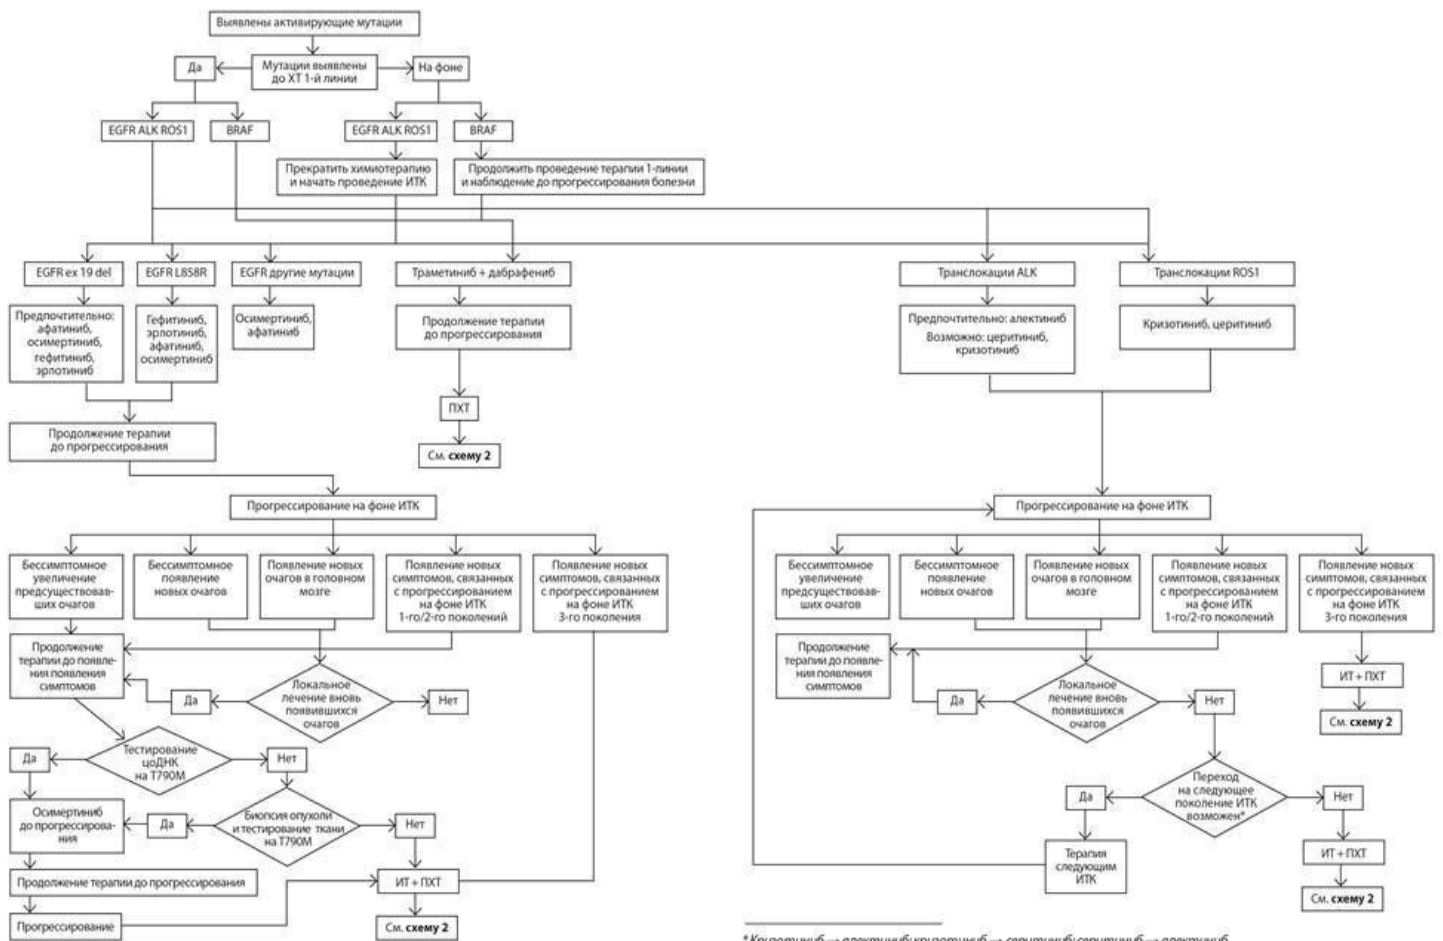 Выявлены активирующие мутации
Да
Мутации выявлены
до ХТ 1-й линии
На фоне
EGFR ALK ROS1
BRAF
EGFR ALK ROS1
BRAF
Прекратить химиотерапию
и начать проведение ИТК
Продолжить проведение терапии 1-линии
и наблюдение до прогрессирования болезни
EGFR ex 19 del
EGFR L858R
EGFR другие мутации
Траметиниб + дабрафениб
Транслокации ALK
Транслокации ROS1
Предпочтительно:
афатиниб,
осимертиниб,
гефитиниб,
эрлотиниб
Гефитиниб,
эрлотиниб,
афатиниб,
осимертиниб
Осимертиниб,
афатиниб
Продолжение терапии
до прогрессирования
Предпочтительно: алектиниб
Возможно: церитиниб,
кризотиниб
Кризотиниб, церитиниб
ПХТ
См. схему 2
Продолжение терапии
до прогрессирования
Прогрессирование на фоне ИТК
Бессимптомное
увеличение
предсуществовав-
ших очагов
Бессимптомное
появление
новых очагов
Появление новых
очагов в головном
мозге
Появление новых
симптомов, связанных
с прогрессированием
на фоне ИТК
1-го/2-го поколений
Появление новых
симптомов, связанных
с прогрессированием
на фоне ИТК
3-го поколения
Продолжение
терапии до появле-
ния появления
симптомов
Да
Локальное
лечение вновь
появившихся
очагов
Нет
Да
Тестирование
цоДНК
на T790M
Нет
Осимертиниб
до прогрессирова-
ния
Да
Биопсия опухоли
и тестирование ткани
на T790M
Нет
Продолжение терапии до прогрессирования
ИТ + ПХТ
Прогрессирование
См. схему 2
Прогрессирование на фоне ИТК
Бессимптомное
увеличение
предсуществовав-
ших очагов
Бессимптомное
появление
новых очагов
Появление новых
очагов в головном
мозге
Появление новых
симптомов, связанных
с прогрессированием
на фоне ИТК
1-го/2-го поколений
Появление новых
симптомов, связанных
с прогрессированием
на фоне ИТК
3-го поколения
Продолжение
терапии до появле-
ния появления
симптомов
Да
Локальное
лечение вновь
появившихся
очагов
Нет
ИТ + ПХТ
См. схему 2
Да
Переход
на следующее
поколение ИТК
возможен*
Нет
Терапия
следующим
ИТК
ИТ + ПХТ
См. схему 2
* Кризотиниб → алектиниб; кризотиниб → серитиниб; серитиниб → алектиниб